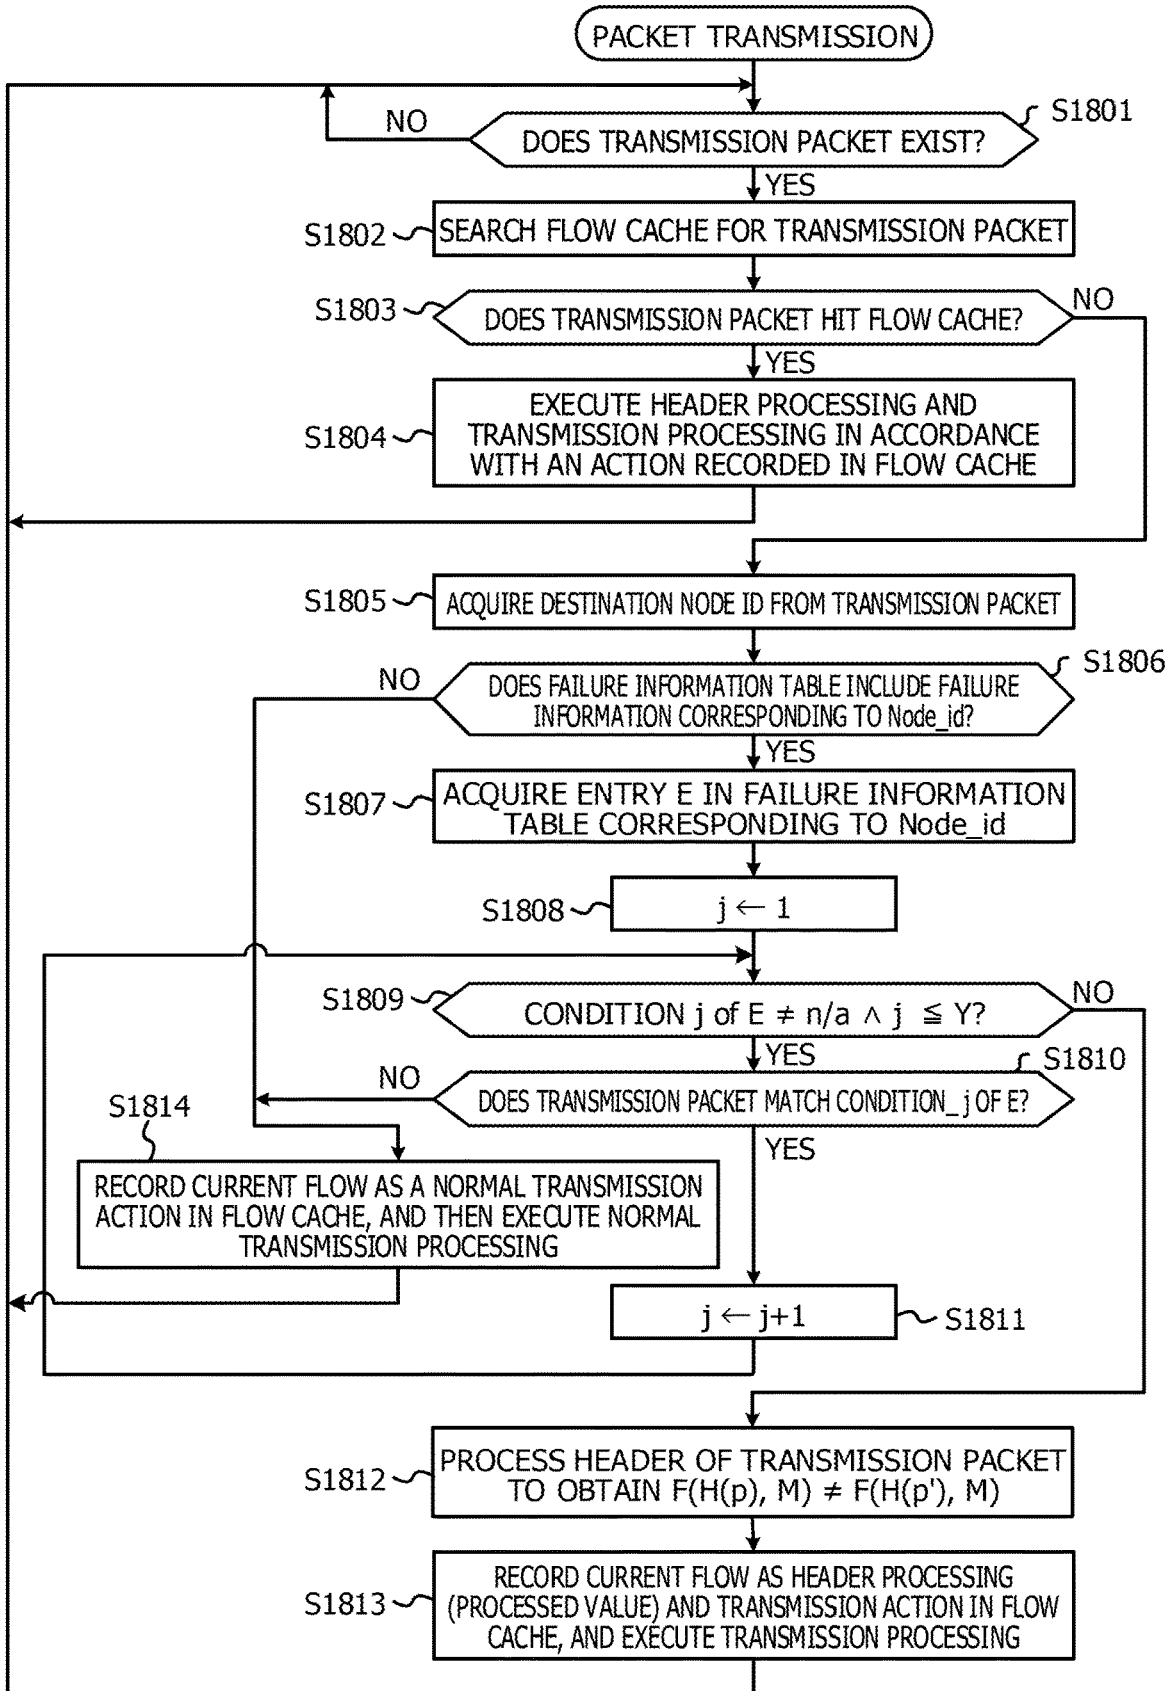 PACKET TRANSMISSION
S1801
NO
DOES TRANSMISSION PACKET EXIST?
YES
S1802
SEARCH FLOW CACHE FOR TRANSMISSION PACKET
S1803
DOES TRANSMISSION PACKET HIT FLOW CACHE?
NO
YES
S1804
EXECUTE HEADER PROCESSING AND
TRANSMISSION PROCESSING IN ACCORDANCE
WITH AN ACTION RECORDED IN FLOW CACHE
S1805
ACQUIRE DESTINATION NODE ID FROM TRANSMISSION PACKET
S1806
NO
DOES FAILURE INFORMATION TABLE INCLUDE FAILURE
INFORMATION CORRESPONDING TO Node_id?
YES
S1807
ACQUIRE ENTRY E IN FAILURE INFORMATION
TABLE CORRESPONDING TO Node_id
S1808
j ← 1
S1809
CONDITION j of E ≠ n/a ∧ j ≦ Y?
NO
YES
S1810
NO
DOES TRANSMISSION PACKET MATCH CONDITION_j OF E?
YES
S1814
RECORD CURRENT FLOW AS A NORMAL TRANSMISSION
ACTION IN FLOW CACHE, AND THEN EXECUTE NORMAL
TRANSMISSION PROCESSING
j ← j+1
S1811
S1812
PROCESS HEADER OF TRANSMISSION PACKET
TO OBTAIN F(H(p), M) ≠ F(H(p'), M)
S1813
RECORD CURRENT FLOW AS HEADER PROCESSING
(PROCESSED VALUE) AND TRANSMISSION ACTION IN FLOW
CACHE, AND EXECUTE TRANSMISSION PROCESSING